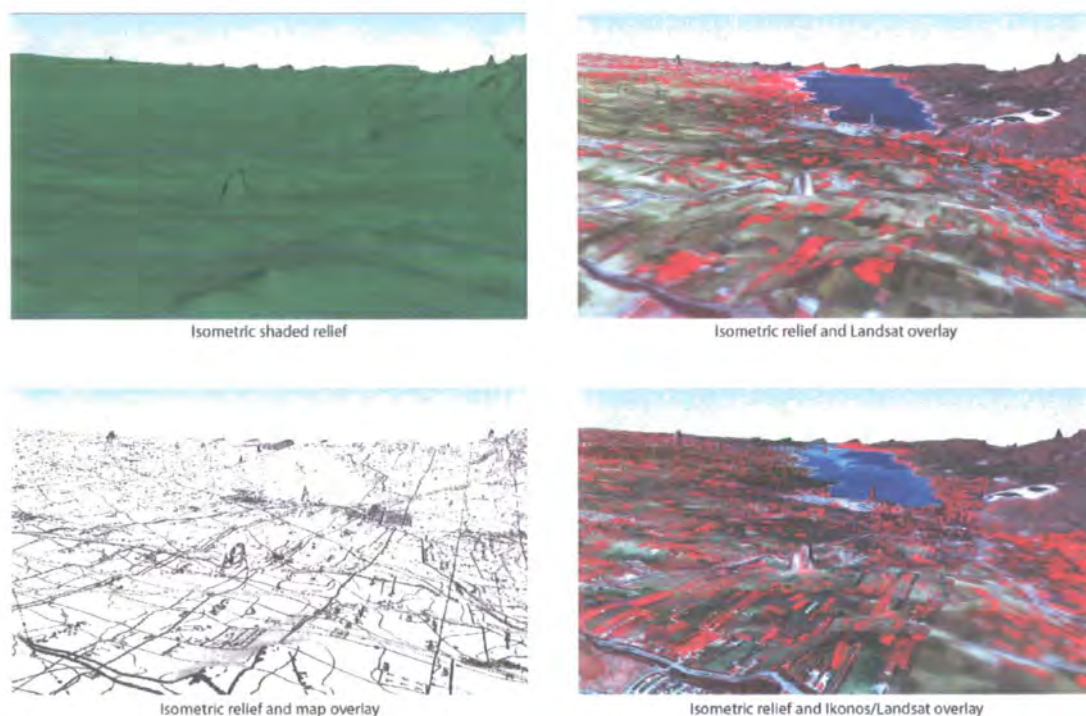 Isometric shaded relief
Isometric relief and Landsat overlay
Isometric relief and map overlay
Isometric relief and Ikonos/Landsat overlay